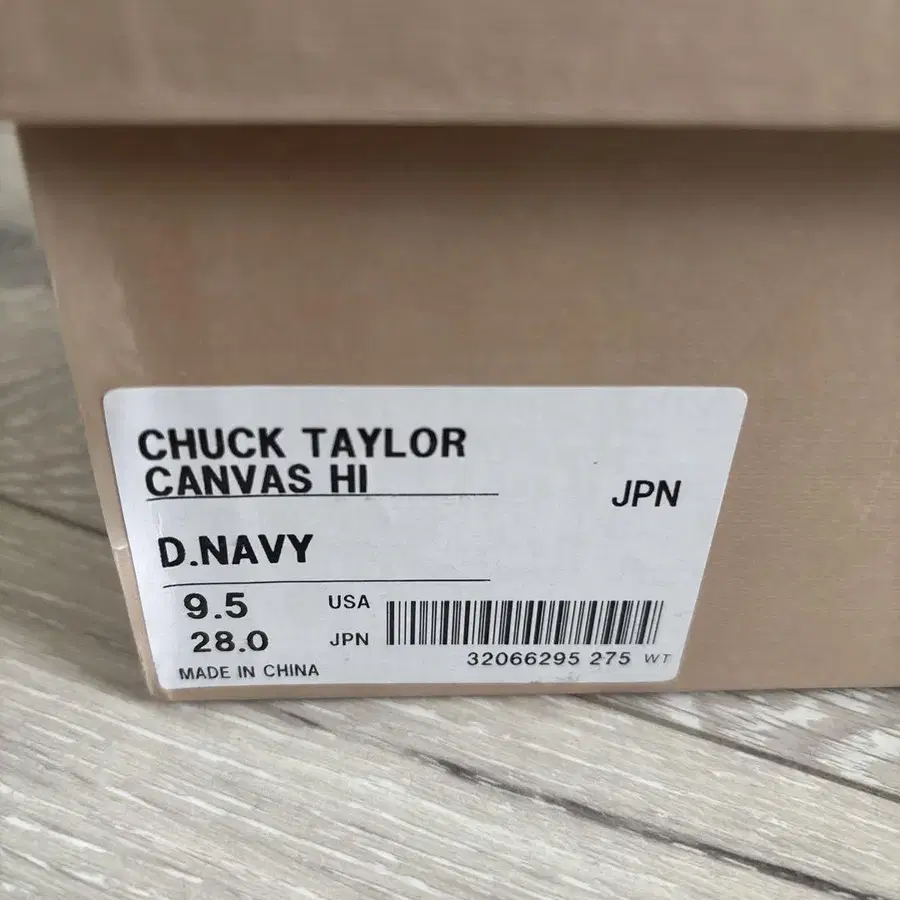 CHUCK TAYLOR
CANVAS HI
JPN
D.NAVY
9.5 USA
28.0 JPN
32066295 275 WT
MADE IN CHINA